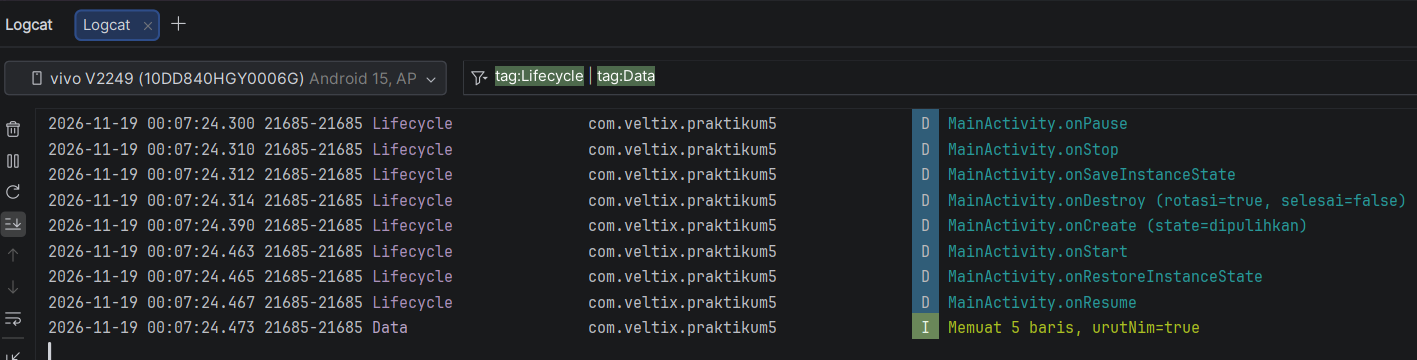 Logcat Logcat
vivo V2249 (10DD840HGY0006G) Android 15, AP tag:Lifecycle | tag:Data
2026-11-19 00:07:24.300 21685-21685 Lifecycle com.veltix.praktikum5 D MainActivity.onPause
2026-11-19 00:07:24.310 21685-21685 Lifecycle com.veltix.praktikum5 D MainActivity.onStop
2026-11-19 00:07:24.312 21685-21685 Lifecycle com.veltix.praktikum5 D MainActivity.onSaveInstanceState
2026-11-19 00:07:24.314 21685-21685 Lifecycle com.veltix.praktikum5 D MainActivity.onDestroy (rotasi=true, selesai=false)
2026-11-19 00:07:24.390 21685-21685 Lifecycle com.veltix.praktikum5 D MainActivity.onCreate (state=dipulihkan)
2026-11-19 00:07:24.463 21685-21685 Lifecycle com.veltix.praktikum5 D MainActivity.onStart
2026-11-19 00:07:24.465 21685-21685 Lifecycle com.veltix.praktikum5 D MainActivity.onRestoreInstanceState
2026-11-19 00:07:24.467 21685-21685 Lifecycle com.veltix.praktikum5 D MainActivity.onResume
2026-11-19 00:07:24.473 21685-21685 Data com.veltix.praktikum5 I Memuat 5 baris, urutNim=true